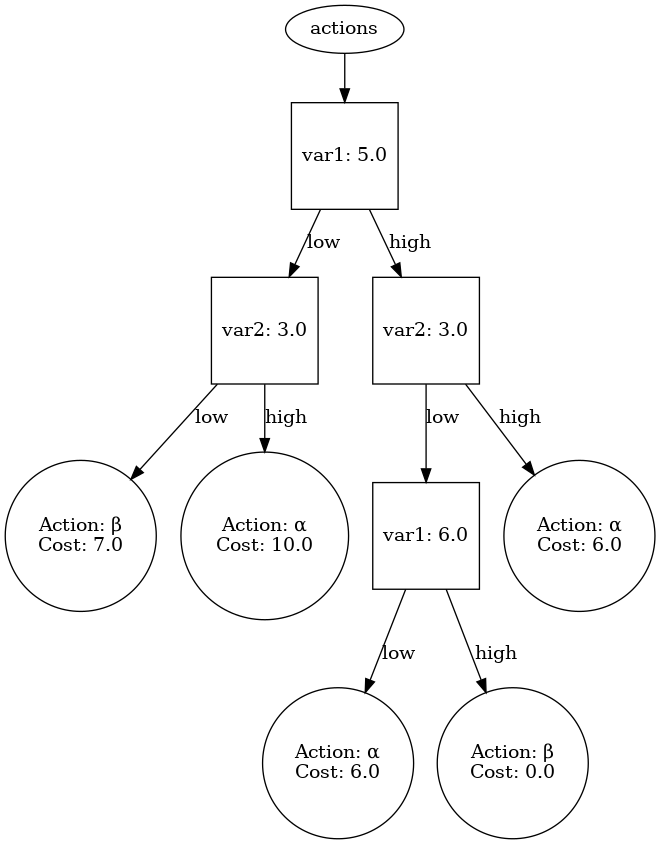 actions
var1: 5.0
low
high
var2: 3.0
var2: 3.0
low
high
low
high
Action: β
Cost: 7.0
Action: α
Cost: 10.0
var1: 6.0
Action: α
Cost: 6.0
low
high
Action: α
Cost: 6.0
Action: β
Cost: 0.0